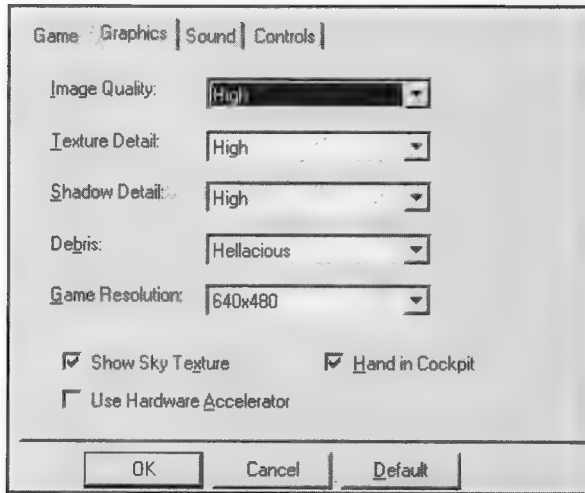 Game Graphics Sound Controls
Image Quality: High
Texture Detail: High
Shadow Detail: High
Debris: Hellacious
Game Resolution: 640x480
Show Sky Texture Hand in Cockpit
Use Hardware Accelerator
OK Cancel Default